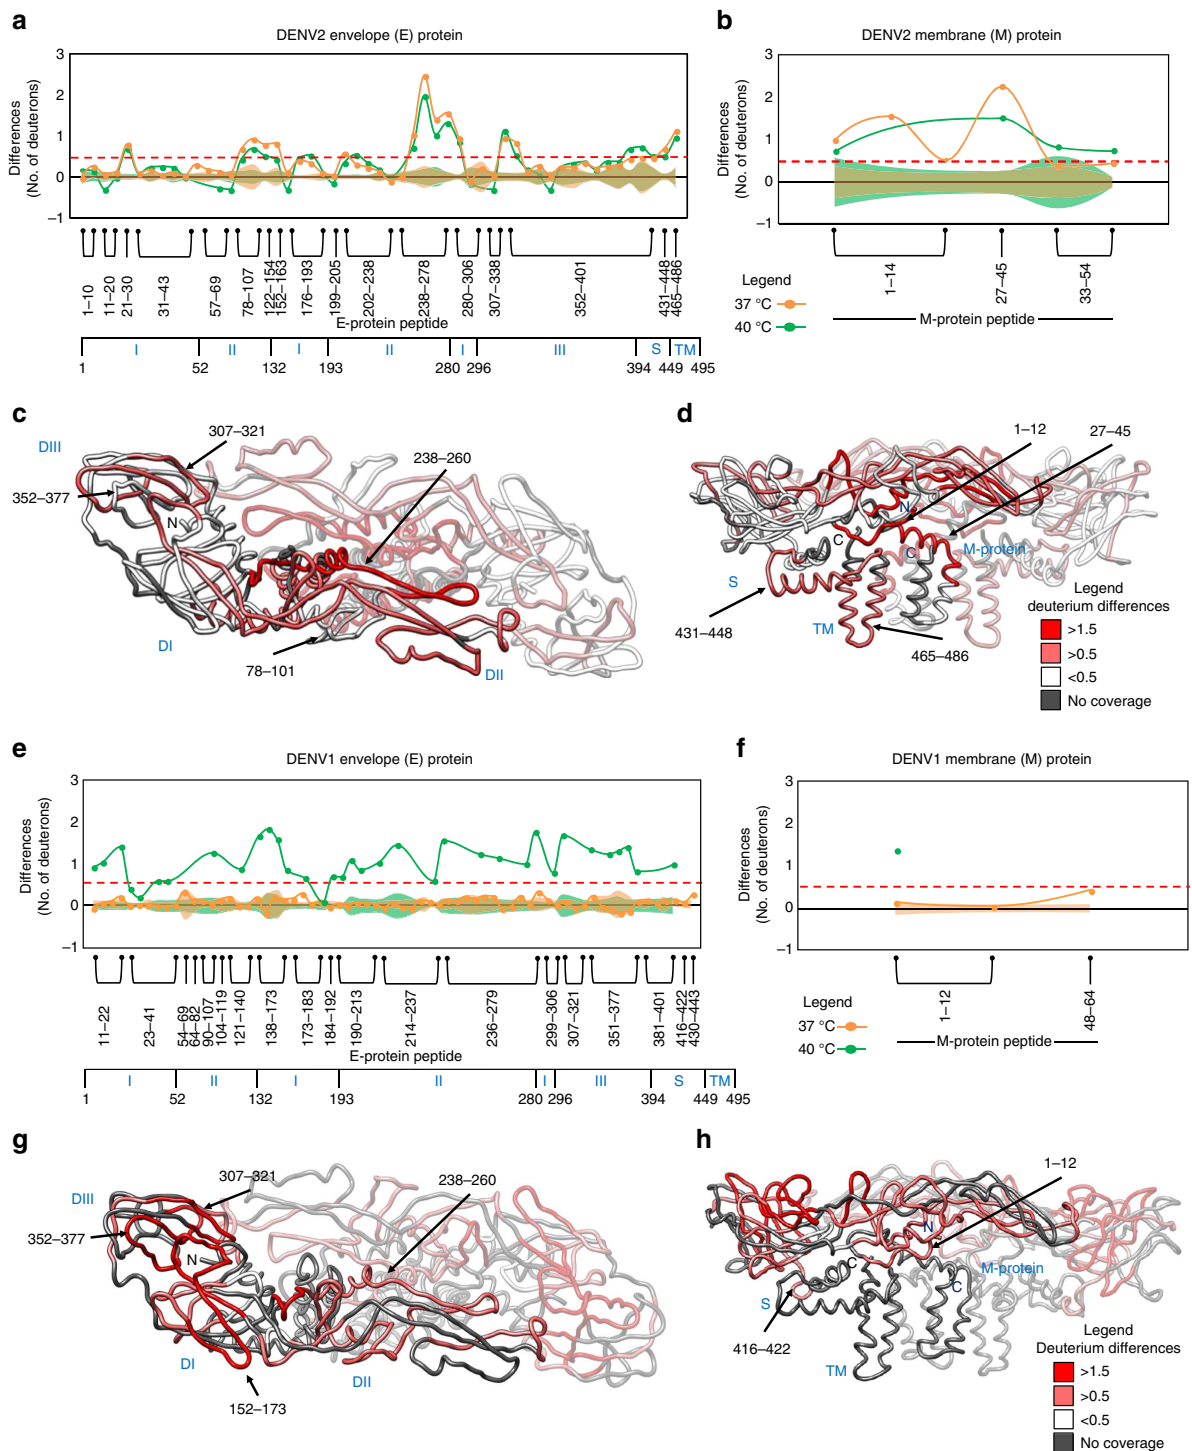 a
DENV2 envelope (E) protein
Differences
(No. of deuterons)
3
2
1
0
–1
1–10
11–20
21–30
31–43
57–69
78–107
122–154
152–163
176–193
199–205
202–238
238–278
280–306
307–338
352–401
431–448
465–486
E-protein peptide
I II I II I III S TM
1 52 132 193 280 296 394 449 495
b
DENV2 membrane (M) protein
Differences
(No. of deuterons)
3
2
1
0
–1
1–14
27–45
33–54
M-protein peptide
Legend
37 °C
40 °C
c
DIII
307–321
238–260
352–377
N
DI
78–101
DII
d
1–12
27–45
N
C
C
M-protein
S
431–448
TM
465–486
Legend
deuterium differences
>1.5
>0.5
<0.5
No coverage
e
DENV1 envelope (E) protein
Differences
(No. of deuterons)
3
2
1
0
–1
11–22
23–41
54–69
64–82
90–107
104–119
121–140
138–173
173–183
184–192
190–213
214–237
236–279
299–306
307–321
351–377
381–401
416–422
430–443
E-protein peptide
I II I II I III S TM
1 52 132 193 280 296 394 449 495
f
DENV1 membrane (M) protein
Differences
(No. of deuterons)
3
2
1
0
–1
1–12
48–64
M-protein peptide
Legend
37 °C
40 °C
g
DIII
307–321
238–260
352–377
N
DI
DII
152–173
h
1–12
N
C
C
M-protein
S
416–422
TM
Legend
Deuterium differences
>1.5
>0.5
<0.5
No coverage